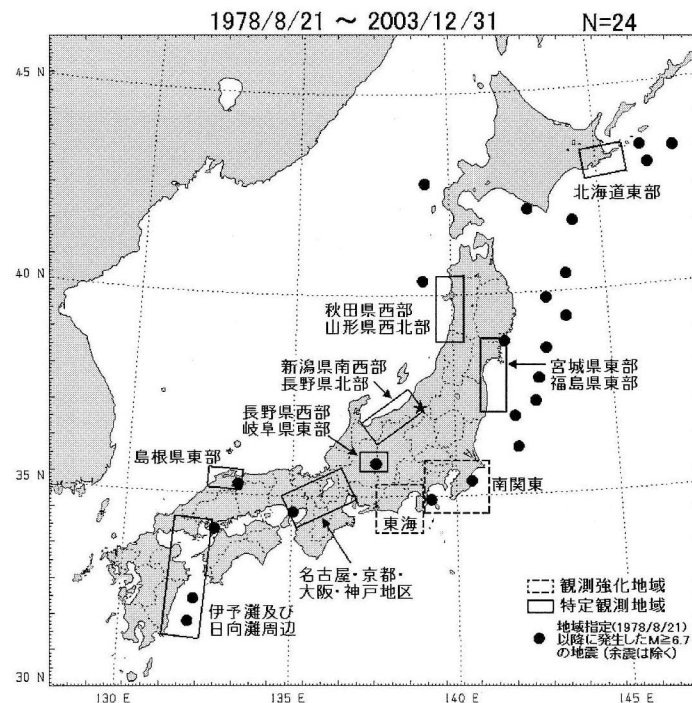 1978/8/21 ～ 2003/12/31 N=24
45 N
北海道東部
40 N
秋田県西部
山形県西北部
新潟県南西部
長野県北部
宮城県東部
福島県東部
長野県西部
岐阜県東部
島根県東部
35 N
南関東
東海
名古屋・京都・
大阪・神戸地区
伊予灘及び
日向灘周辺
観測強化地域
特定観測地域
地域指定(1978/8/21)
以降に発生したM≧6.7
の地震（余震は除く）
30 N
130 E 135 E 140 E 145 E